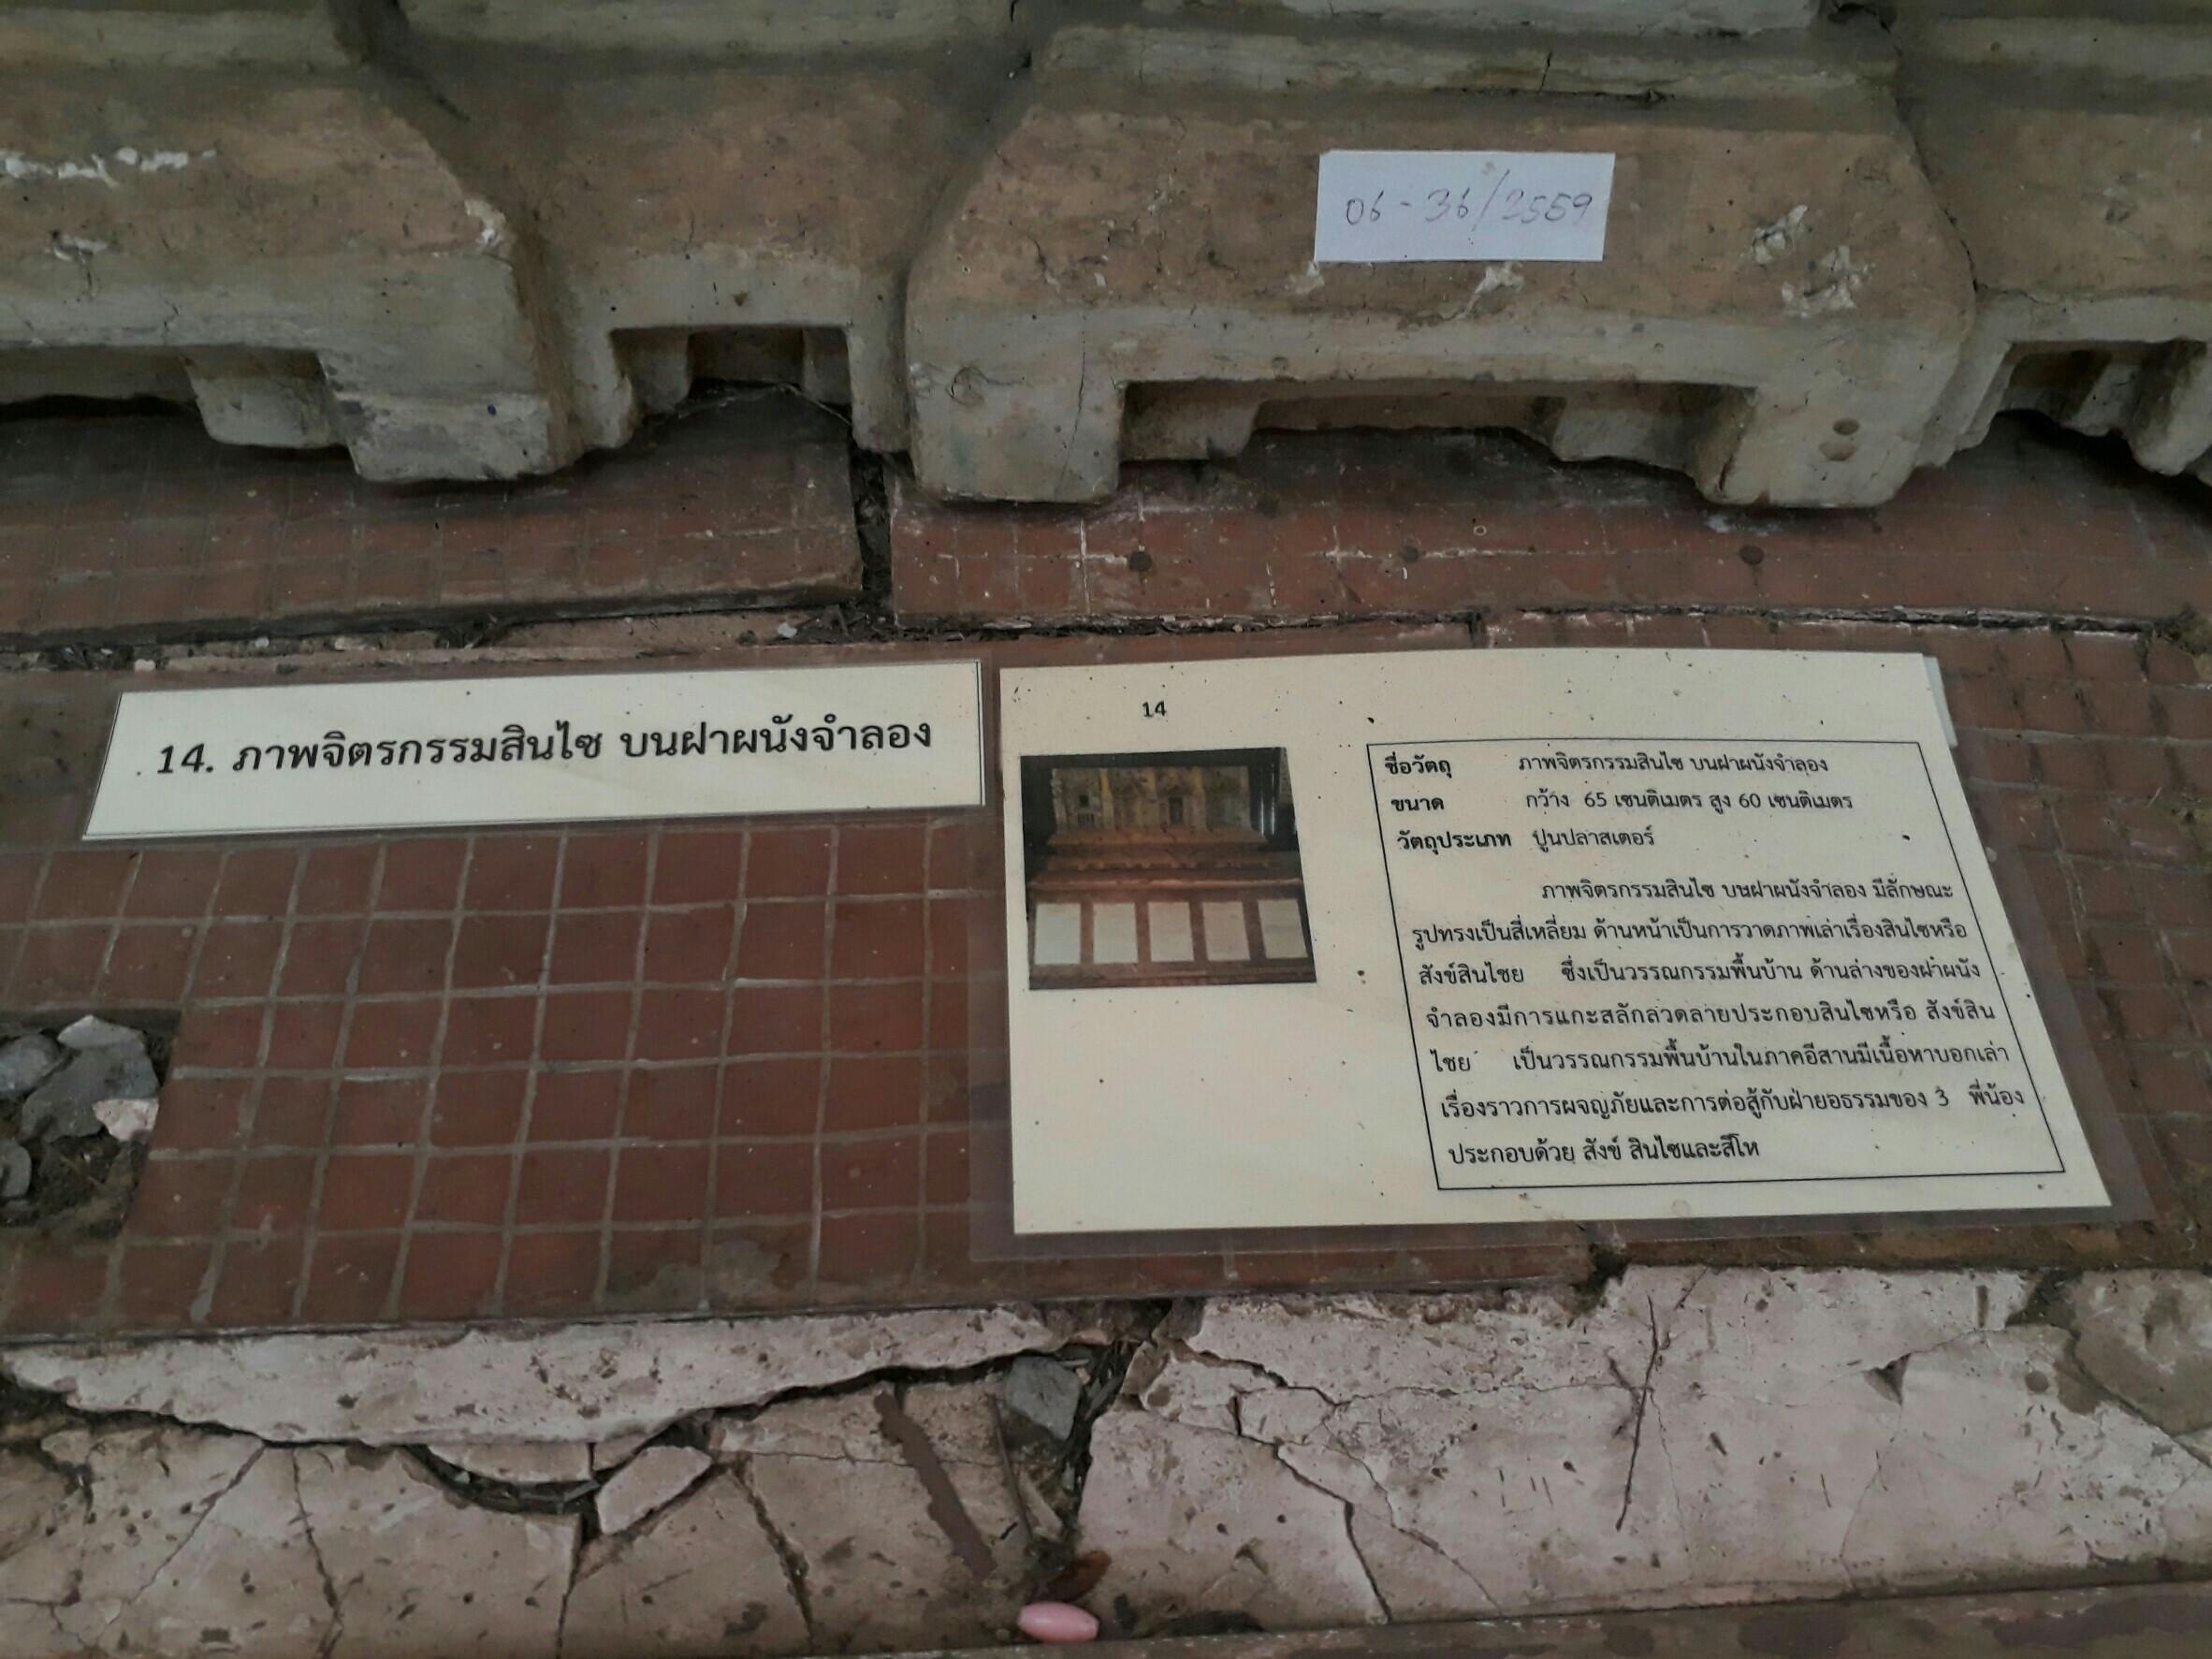 06-36/2559
14. ภาพจิตรกรรมสินไซ บนฝาผนังจำลอง
14
ชื่อวัตถุ ภาพจิตรกรรมสินไซ บนฝาผนังจำลอง
ขนาด กว้าง 65 เซนติเมตร สูง 60 เซนติเมตร
วัตถุประเภท ปูนปลาสเตอร์
ภาพจิตรกรรมสินไซ บนฝาผนังจำลอง มีลักษณะ
รูปทรงเป็นสี่เหลี่ยม ด้านหน้าเป็นการวาดภาพเล่าเรื่องสินไซหรือ
สังข์สินไชย ซึ่งเป็นวรรณกรรมพื้นบ้าน ด้านล่างของฝาผนัง
จำลองมีการแกะสลักลวดลายประกอบสินไซหรือ สังข์สิน
ไชย เป็นวรรณกรรมพื้นบ้านในภาคอีสานมีเนื้อหาบอกเล่า
เรื่องราวการผจญภัยและการต่อสู้กับฝ่ายอธรรมของ 3 พี่น้อง
ประกอบด้วย สังข์ สินไซและสีโห